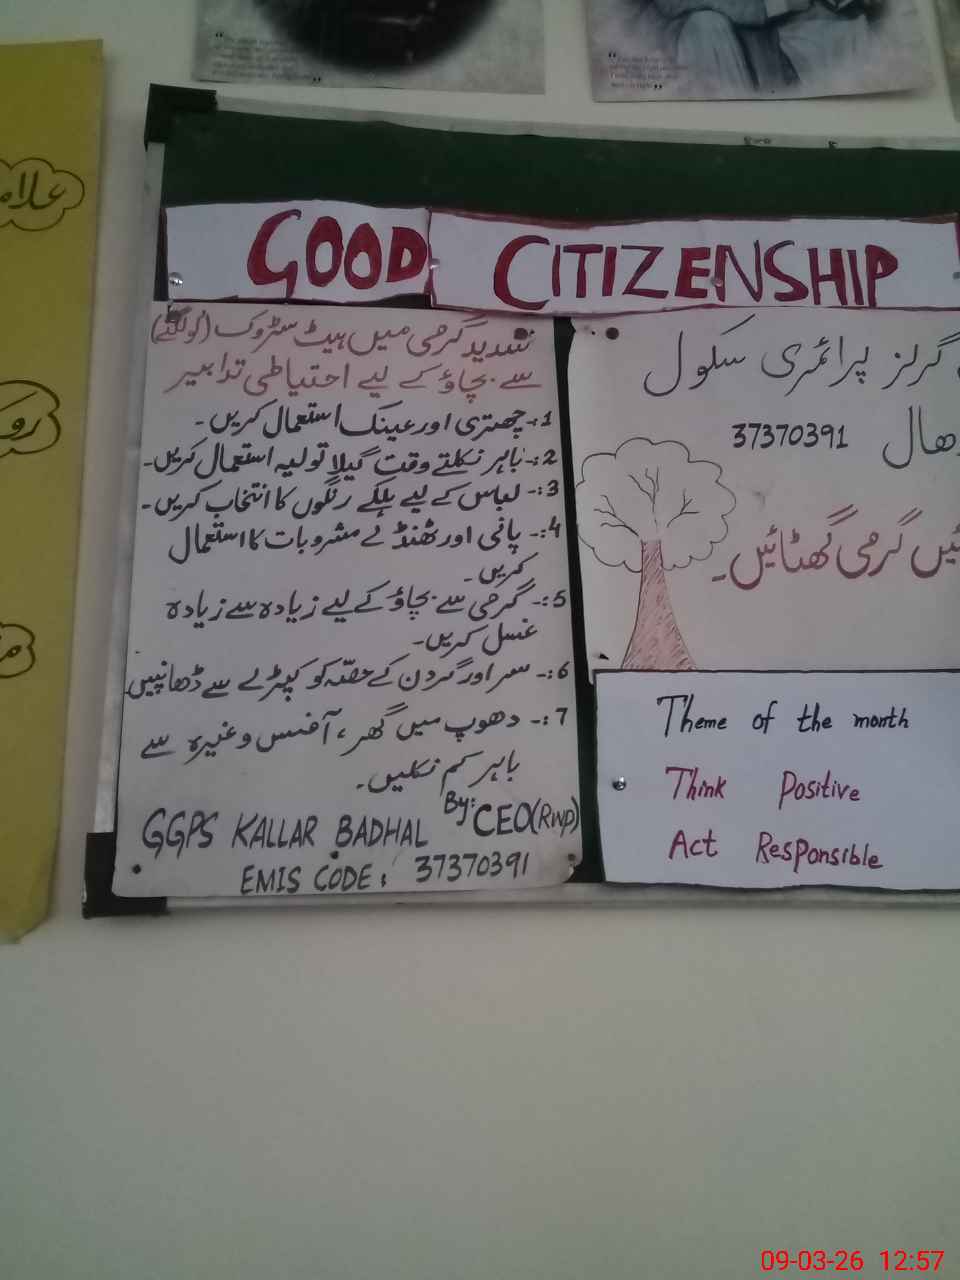 GOOD CITIZENSHIP
شدید گرمی میں ہیٹ سٹروک (لو لگنے)
سے بچاؤ کے لیے احتیاطی تدابیر
1:- چھتری اور عینک استعمال کریں۔
2:- باہر نکلتے وقت گیلا تولیہ استعمال کریں۔
3:- لباس کے لیے ہلکے رنگوں کا انتخاب کریں۔
4:- پانی اور ٹھنڈے مشروبات کا استعمال
کریں۔
5:- گرمی سے بچاؤ کے لیے زیادہ سے زیادہ
غسل کریں۔
6:- سر اور گردن کے حصّہ کو کپڑے سے ڈھانپیں
7:- دھوپ میں گھر، آفس وغیرہ سے
باہر کم نکلیں۔
By: CEO(RWP)
GGPS KALLAR BADHAL
EMIS CODE: 37370391
گرلز پرائمری سکول
37370391
گرمی گھٹائیں۔
Theme of the month
Think Positive
Act Responsible
09-03-26 12:57